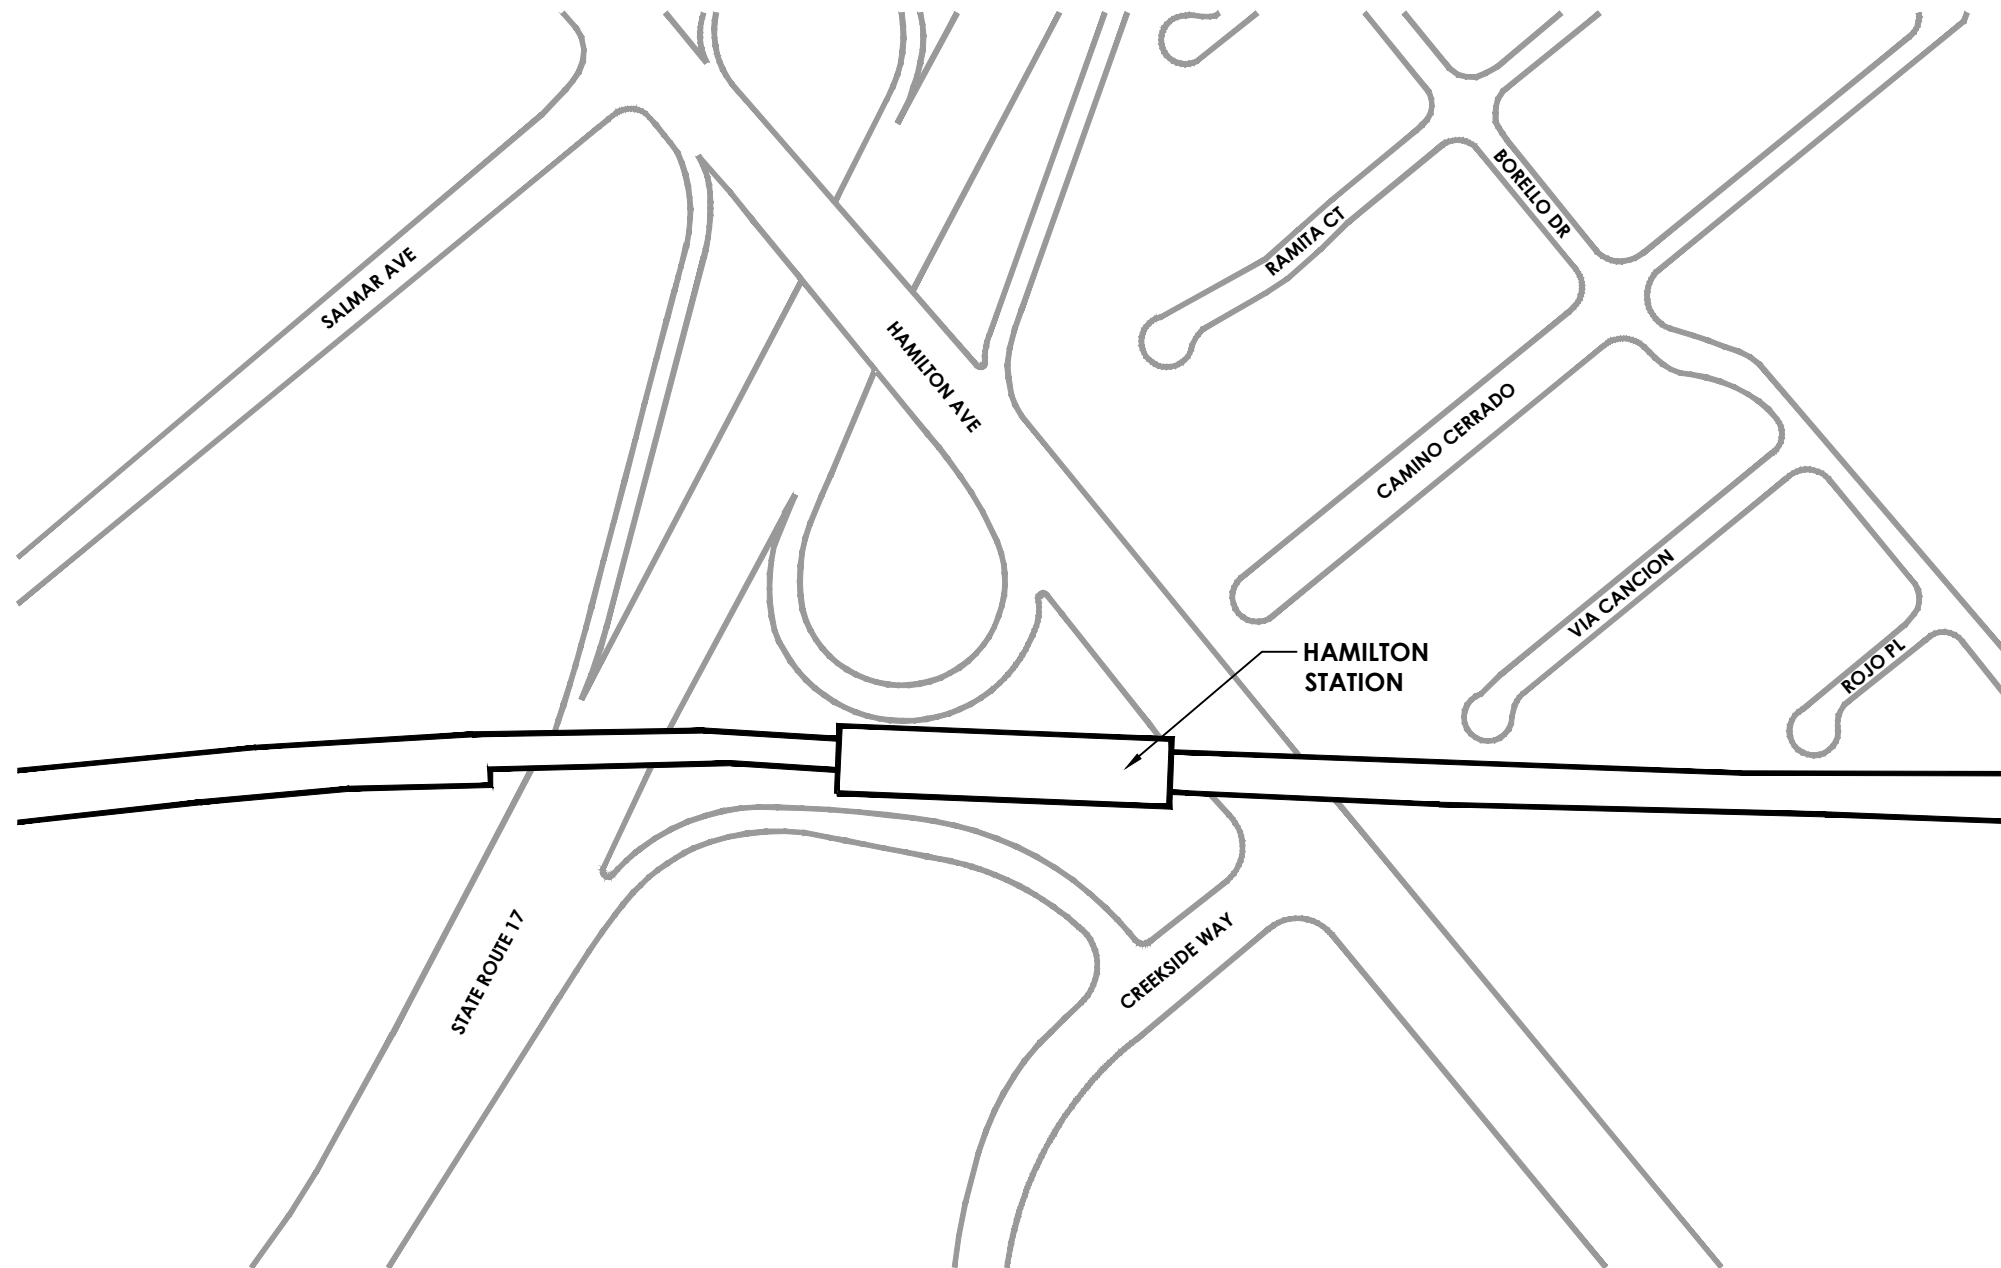 BORELLO DR
RAMITA CT
SALMAR AVE
HAMILTON AVE
CAMINO CERRADO
VIA CANCION
HAMILTON
STATION
ROJO PL
STATE ROUTE 17
CREEKSIDE WAY